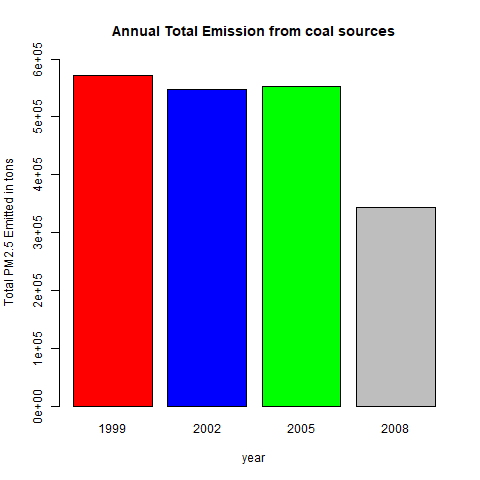 Annual Total Emission from coal sources
Total PM2.5 Emitted in tons
6e+05
5e+05
4e+05
3e+05
2e+05
1e+05
0e+00
1999 2002 2005 2008
year